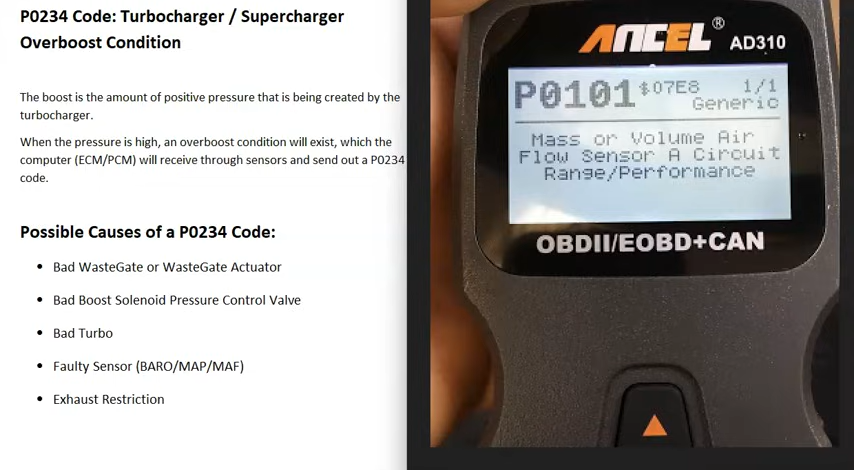 P0234 Code: Turbocharger / Supercharger
Overboost Condition
The boost is the amount of positive pressure that is being created by the
turbocharger.
When the pressure is high, an overboost condition will exist, which the
computer (ECM/PCM) will receive through sensors and send out a P0234
code.
Possible Causes of a P0234 Code:
• Bad WasteGate or WasteGate Actuator
• Bad Boost Solenoid Pressure Control Valve
• Bad Turbo
• Faulty Sensor (BARO/MAP/MAF)
• Exhaust Restriction
ANCEL® AD310
P0101 $07E8 1/1
Generic
Mass or Volume Air
Flow Sensor A Circuit
Range/Performance
OBDII/EOBD+CAN